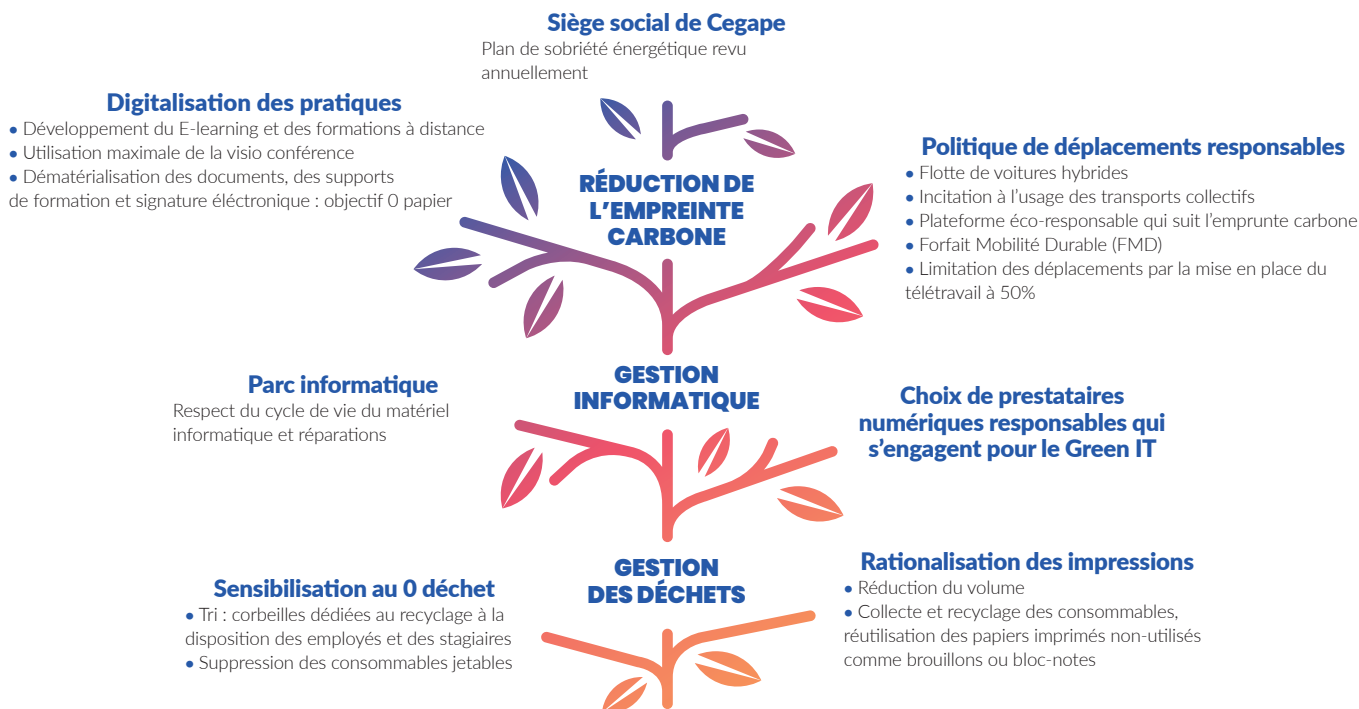 Siège social de Cegape
Plan de sobriété énergétique revu
annuellement
Digitalisation des pratiques
• Développement du E-learning et des formations à distance
• Utilisation maximale de la visio conférence
• Dématérialisation des documents, des supports
de formation et signature éléctronique : objectif 0 papier
RÉDUCTION DE
L’EMPREINTE
CARBONE
Politique de déplacements responsables
• Flotte de voitures hybrides
• Incitation à l’usage des transports collectifs
• Plateforme éco-responsable qui suit l’emprunte carbone
• Forfait Mobilité Durable (FMD)
• Limitation des déplacements par la mise en place du
télétravail à 50%
Parc informatique
Respect du cycle de vie du matériel
informatique et réparations
GESTION
INFORMATIQUE
Choix de prestataires
numériques responsables qui
s’engagent pour le Green IT
Sensibilisation au 0 déchet
• Tri : corbeilles dédiées au recyclage à la
disposition des employés et des stagiaires
• Suppression des consommables jetables
GESTION
DES DÉCHETS
Rationalisation des impressions
• Réduction du volume
• Collecte et recyclage des consommables,
réutilisation des papiers imprimés non-utilisés
comme brouillons ou bloc-notes